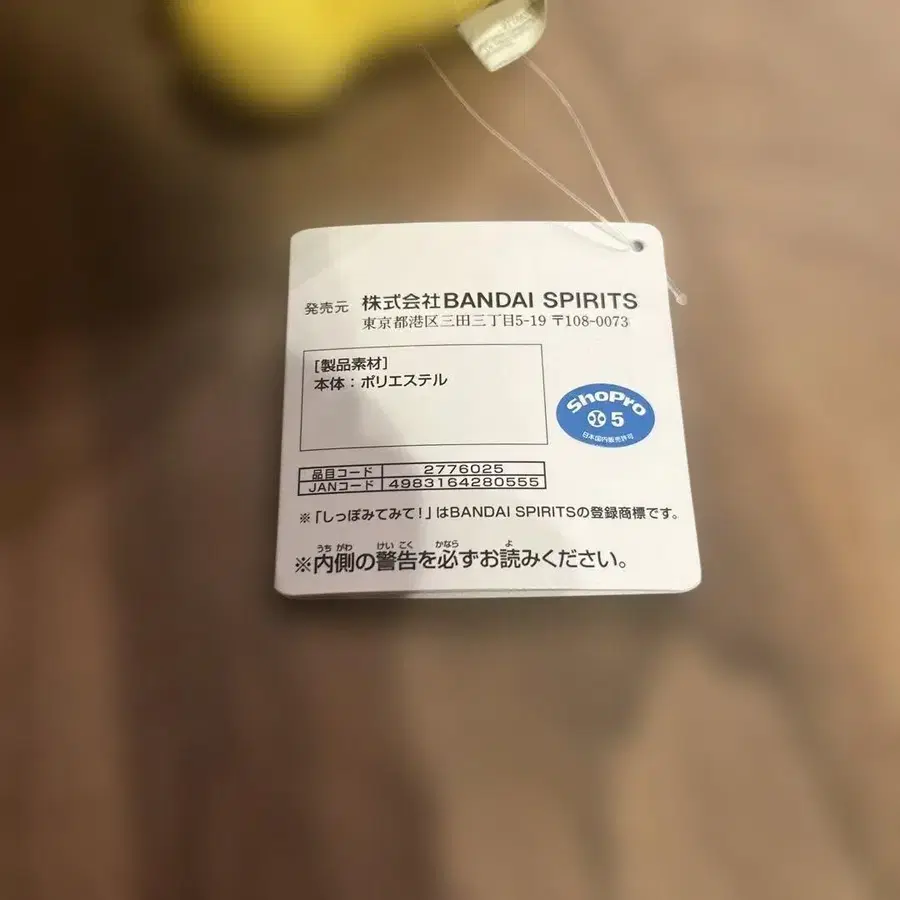 発売元 株式会社BANDAI SPIRITS
東京都港区三田三丁目5-19 〒108-0073
[製品素材]
本体：ポリエステル
ShoPro
5
日本国内販売許可
品目コード 2776025
JANコード 4983164280555
※「しっぽみてみて！」はBANDAI SPIRITSの登録商標です。
※内側の警告を必ずお読みください。
うち がわ けい こく かなら よ